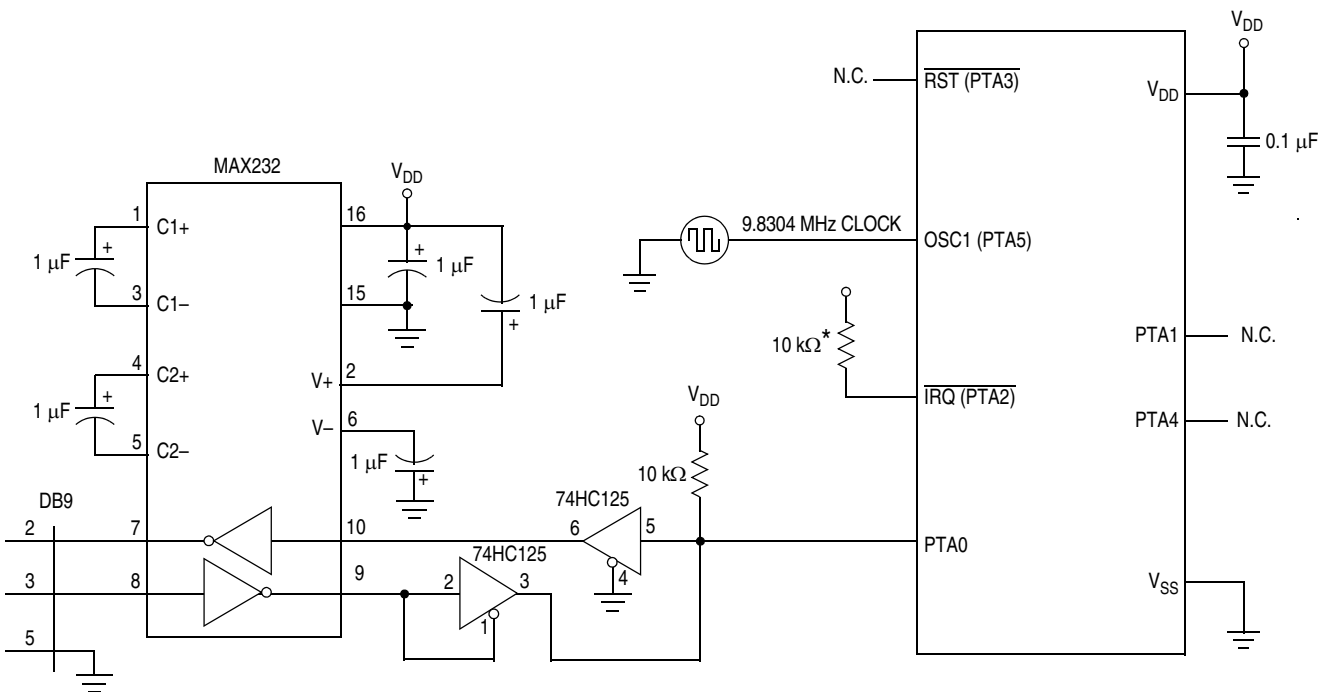 V_DD
N.C.
RST (PTA3)
V_DD
0.1 µF
MAX232
V_DD
1
C1+
16
+
1 µF
+
1 µF
9.8304 MHz CLOCK
OSC1 (PTA5)
3
C1–
15
1 µF
+
10 kΩ*
PTA1
N.C.
4
C2+
V+
2
IRQ (PTA2)
+
1 µF
V–
6
V_DD
PTA4
N.C.
5
C2–
1 µF
+
10 kΩ
DB9
74HC125
2
7
10
6
5
PTA0
74HC125
4
3
8
9
2
3
V_SS
1
5